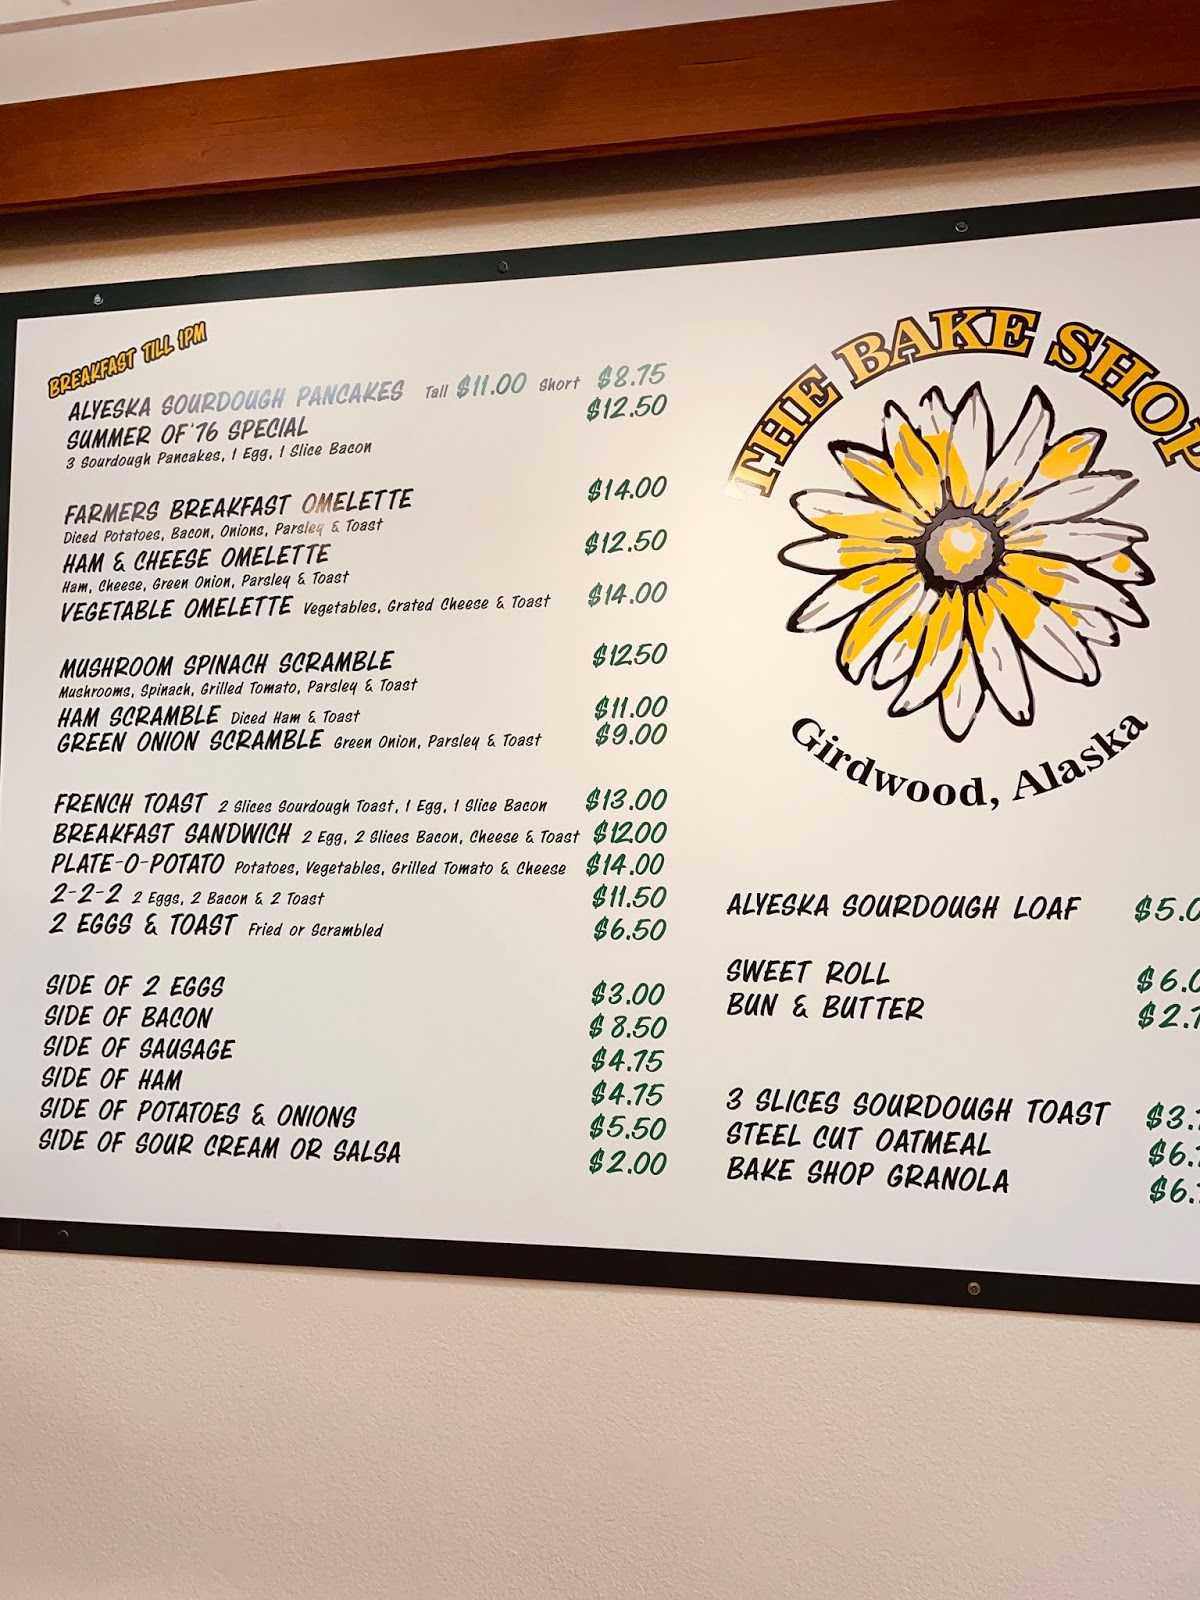 BREAKFAST TILL 1PM
ALYESKA SOURDOUGH PANCAKES Tall $11.00 Short $8.75
SUMMER OF '76 SPECIAL $12.50
3 Sourdough Pancakes, 1 Egg, 1 Slice Bacon
FARMERS BREAKFAST OMELETTE $14.00
Diced Potatoes, Bacon, Onions, Parsley & Toast
HAM & CHEESE OMELETTE $12.50
Ham, Cheese, Green Onion, Parsley & Toast
VEGETABLE OMELETTE Vegetables, Grated Cheese & Toast $14.00
MUSHROOM SPINACH SCRAMBLE $12.50
Mushrooms, Spinach, Grilled Tomato, Parsley & Toast
HAM SCRAMBLE Diced Ham & Toast $11.00
GREEN ONION SCRAMBLE Green Onion, Parsley & Toast $9.00
FRENCH TOAST 2 Slices Sourdough Toast, 1 Egg, 1 Slice Bacon $13.00
BREAKFAST SANDWICH 2 Egg, 2 Slices Bacon, Cheese & Toast $12.00
PLATE-O-POTATO Potatoes, Vegetables, Grilled Tomato & Cheese $14.00
2-2-2 2 Eggs, 2 Bacon & 2 Toast $11.50
2 EGGS & TOAST Fried or Scrambled $6.50
SIDE OF 2 EGGS $3.00
SIDE OF BACON $8.50
SIDE OF SAUSAGE $4.75
SIDE OF HAM $4.75
SIDE OF POTATOES & ONIONS $5.50
SIDE OF SOUR CREAM OR SALSA $2.00
THE BAKE SHOP
Girdwood, Alaska
ALYESKA SOURDOUGH LOAF $5.0
SWEET ROLL $6.0
BUN & BUTTER $2.
3 SLICES SOURDOUGH TOAST $3.
STEEL CUT OATMEAL $6.
BAKE SHOP GRANOLA $6.